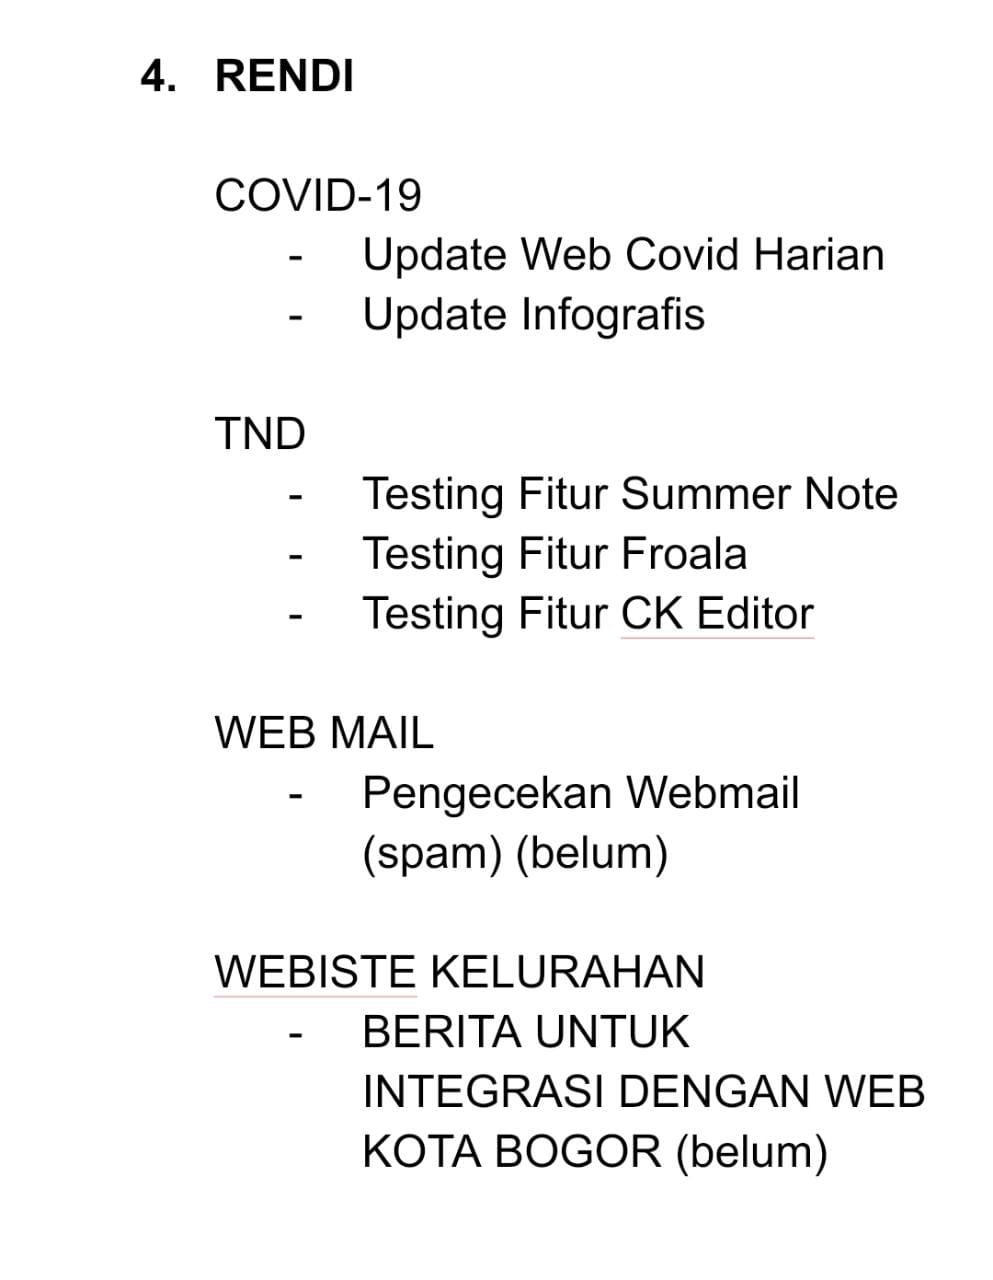 4. RENDI
COVID-19
- Update Web Covid Harian
- Update Infografis
TND
- Testing Fitur Summer Note
- Testing Fitur Froala
- Testing Fitur CK Editor
WEB MAIL
- Pengecekan Webmail
(spam) (belum)
WEBISTE KELURAHAN
- BERITA UNTUK
INTEGRASI DENGAN WEB
KOTA BOGOR (belum)